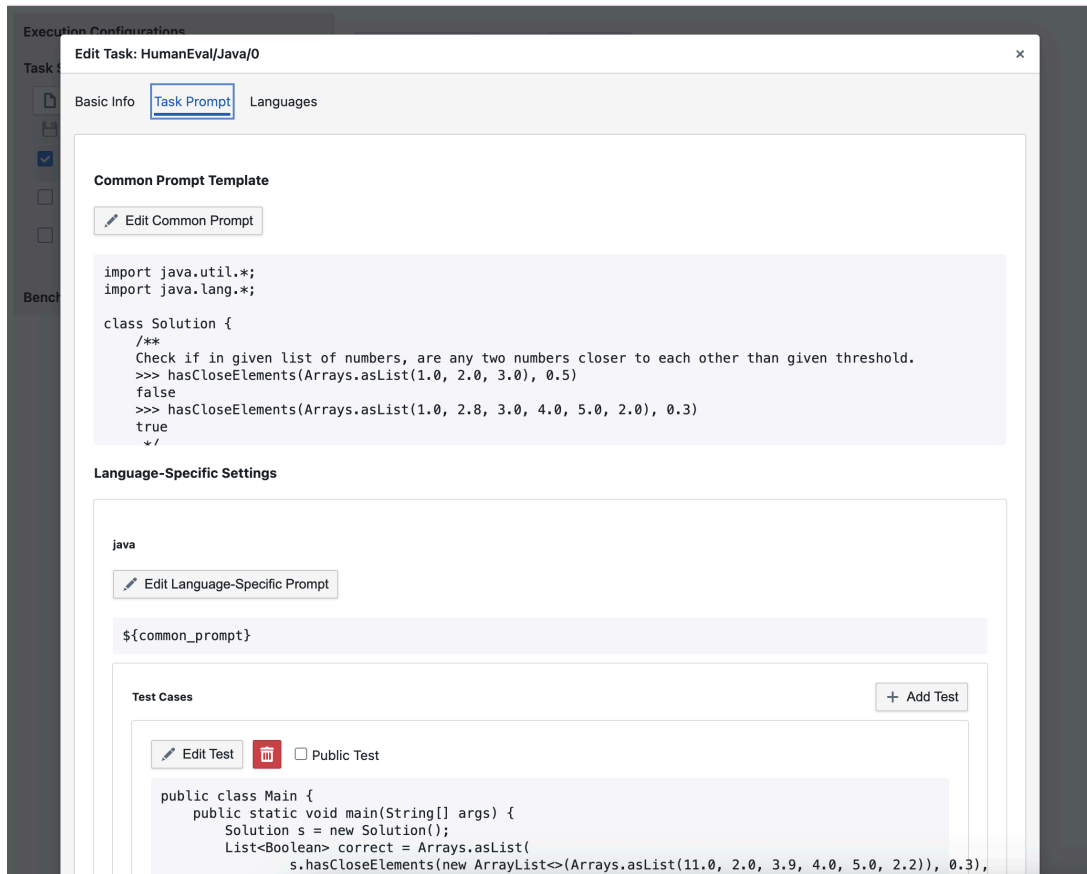 Execution Configurations
Edit Task: HumanEval/Java/0
×
Task S
Basic Info
Task Prompt
Languages
Common Prompt Template
Edit Common Prompt
import java.util.*;
import java.lang.*;
class Solution {
/**
Check if in given list of numbers, are any two numbers closer to each other than given threshold.
>>> hasCloseElements(Arrays.asList(1.0, 2.0, 3.0), 0.5)
false
>>> hasCloseElements(Arrays.asList(1.0, 2.8, 3.0, 4.0, 5.0, 2.0), 0.3)
true
*/
Bench
Language-Specific Settings
java
Edit Language-Specific Prompt
${common_prompt}
Test Cases
+ Add Test
Edit Test
Public Test
public class Main {
public static void main(String[] args) {
Solution s = new Solution();
List<Boolean> correct = Arrays.asList(
s.hasCloseElements(new ArrayList<>(Arrays.asList(11.0, 2.0, 3.9, 4.0, 5.0, 2.2)), 0.3),